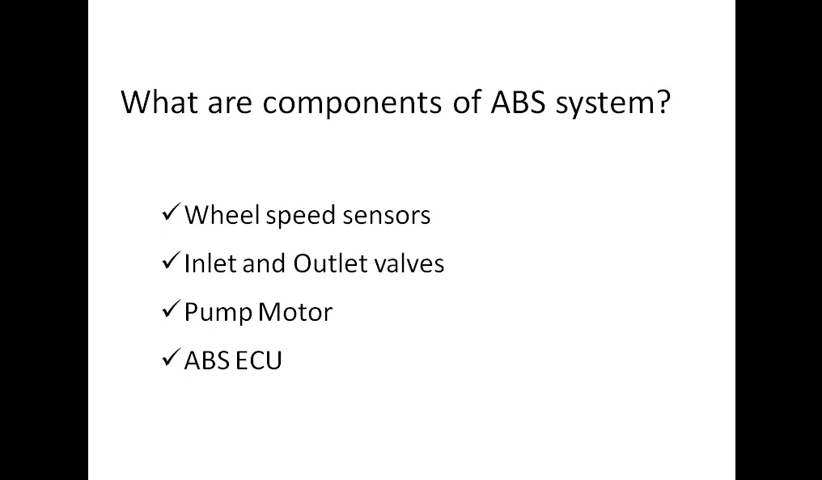 What are components of ABS system?
✓Wheel speed sensors
✓Inlet and Outlet valves
✓Pump Motor
✓ABS ECU